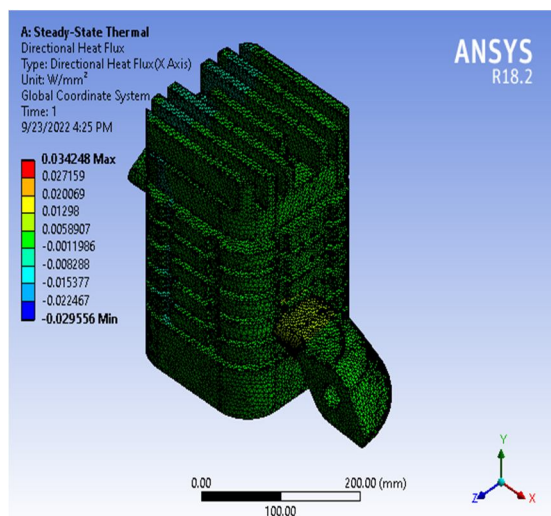 A: Steady-State Thermal
Directional Heat Flux
Type: Directional Heat Flux(X Axis)
Unit: W/mm²
Global Coordinate System
Time: 1
9/23/2022 4:25 PM
ANSYS
R18.2
0.034248 Max
0.027159
0.020069
0.01298
0.0058907
-0.0011986
-0.008288
-0.015377
-0.022467
-0.029556 Min
0.00
200.00 (mm)
100.00
Y
Z
X